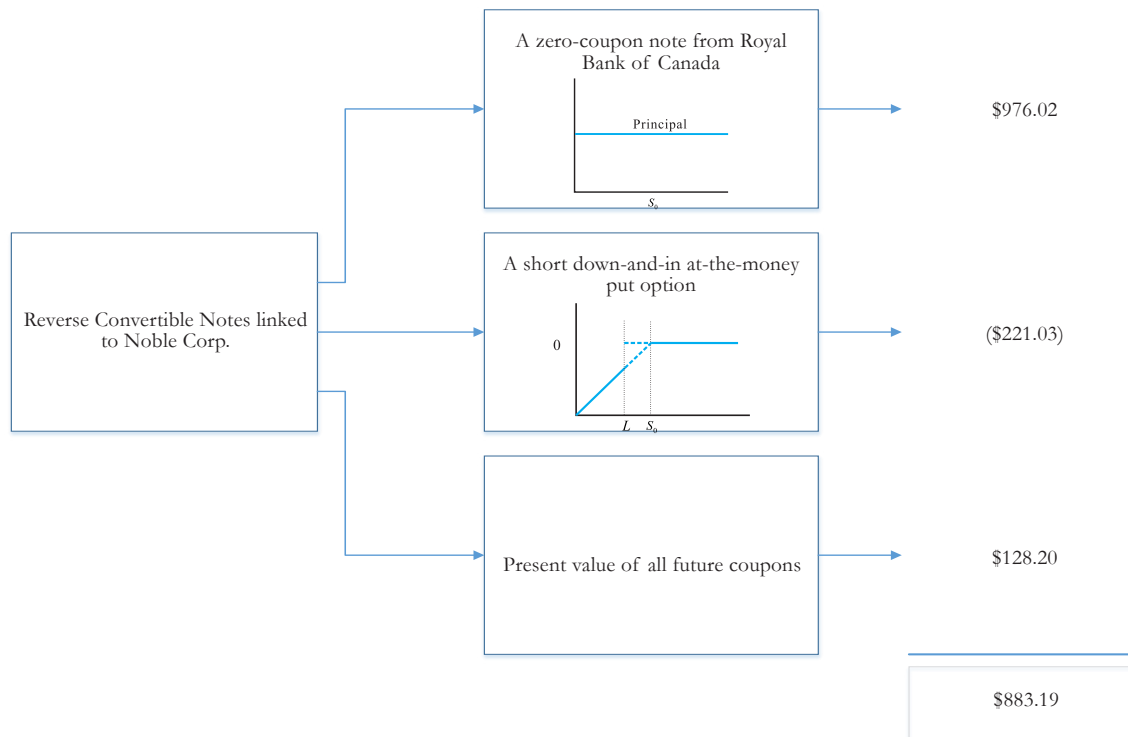 A zero-coupon note from Royal
Bank of Canada
Principal
S₀
$976.02
Reverse Convertible Notes linked
to Noble Corp.
A short down-and-in at-the-money
put option
0
L S₀
($221.03)
Present value of all future coupons
$128.20
$883.19